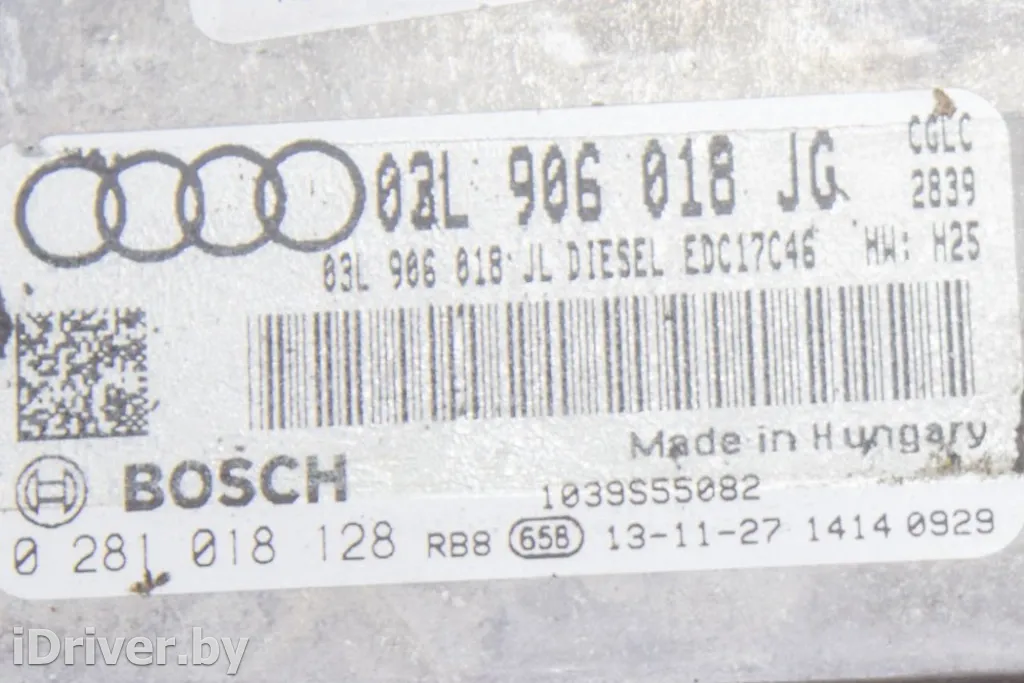 03L 906 018 JG CGLC
2839
03L 906 018 JL DIESEL EDC17C46 HW: H25
Made in Hungary
BOSCH
1039S55082
0 281 018 128 RB8 65B 13-11-27 1414 0929
iDriver.by